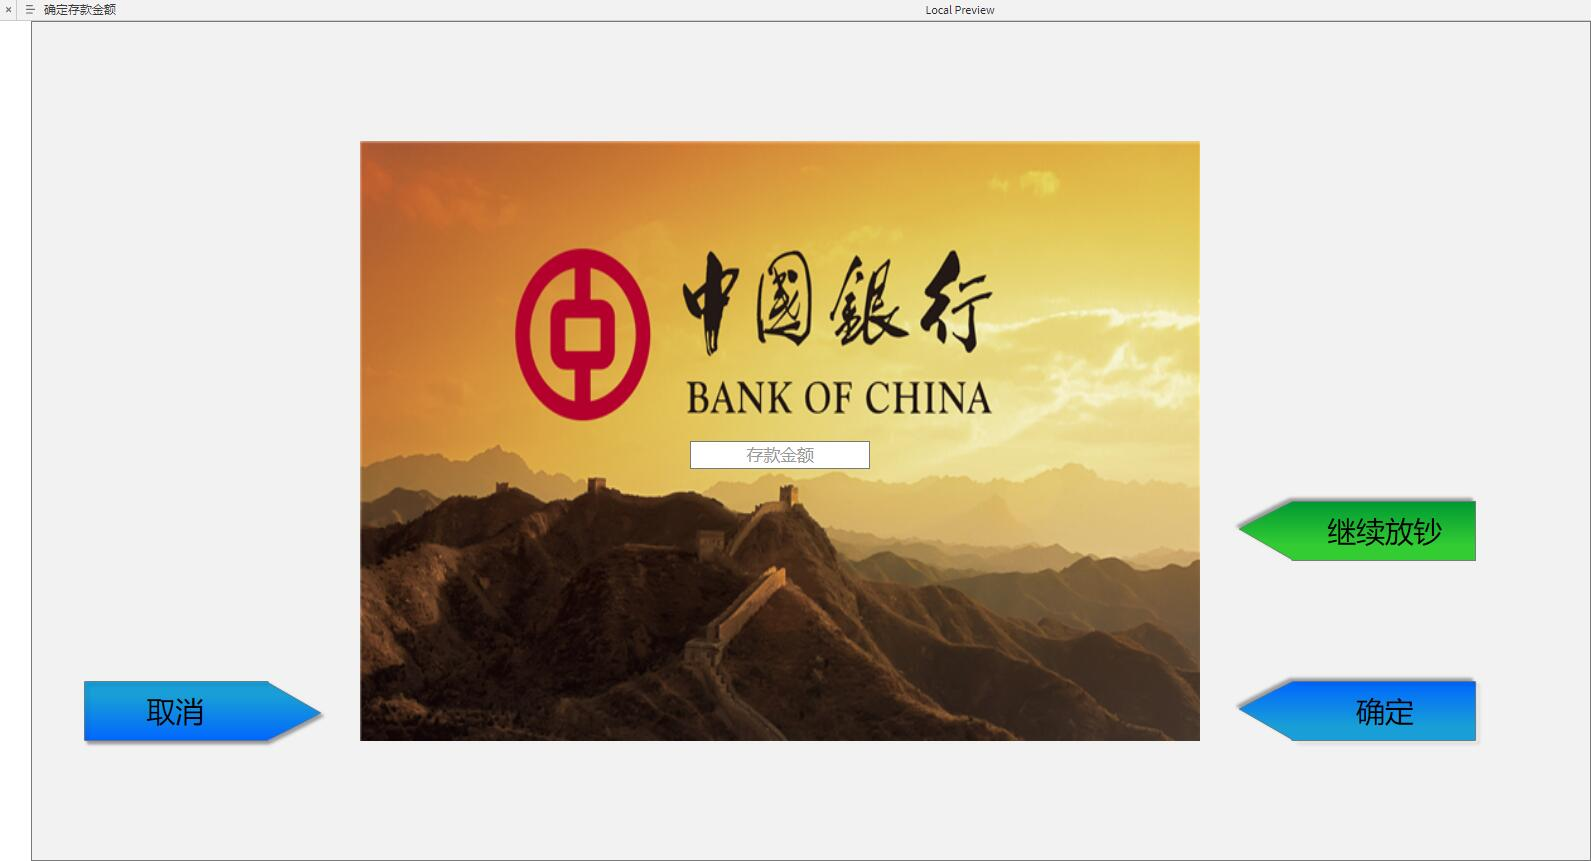 确定存款金额
Local Preview
中國銀行
BANK OF CHINA
存款金额
继续放钞
取消
确定